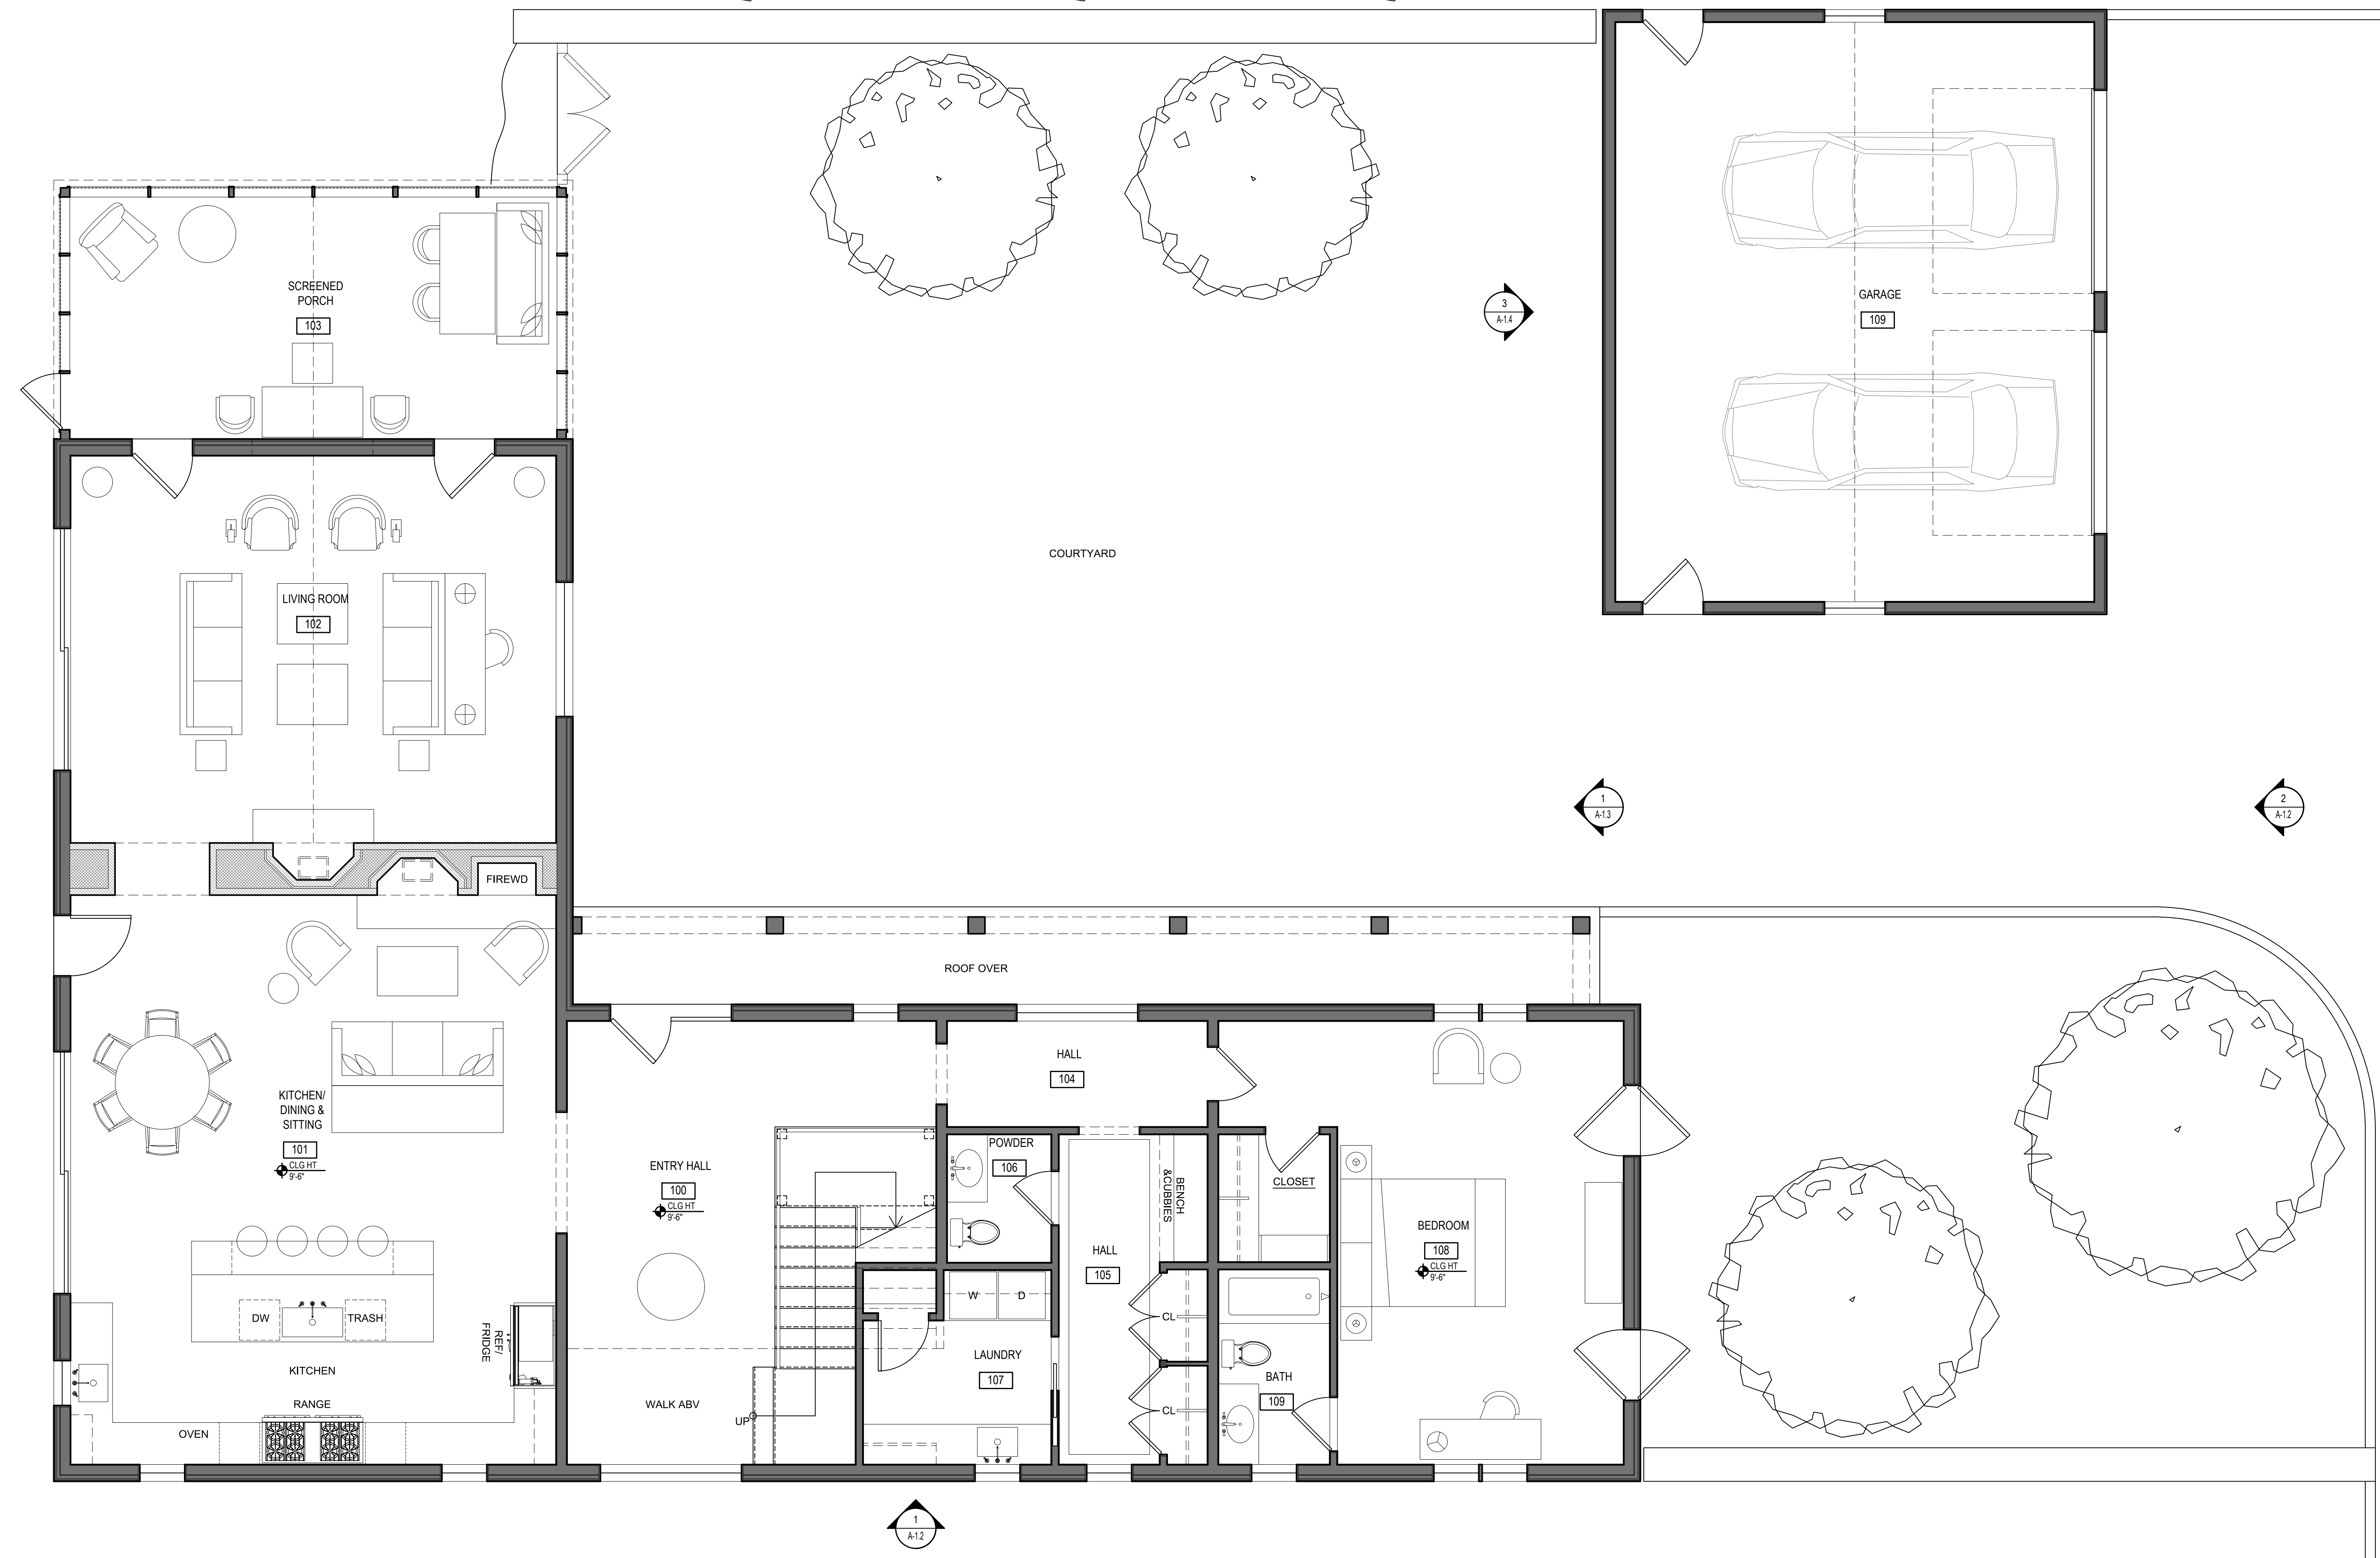 SCREENED
PORCH
103
3
A-1.4
GARAGE
109
COURTYARD
LIVING ROOM
102
1
A-1.3
2
A-1.2
FIREWD
ROOF OVER
HALL
104
KITCHEN/
DINING &
SITTING
101
CLG HT
9'-6"
ENTRY HALL
100
CLG HT
9'-6"
POWDER
106
BENCH
&CUBBIES
CLOSET
BEDROOM
108
CLG HT
9'-6"
HALL
105
W
D
CL
DW
TRASH
REF/
FRIDGE
KITCHEN
LAUNDRY
107
BATH
109
RANGE
WALK ABV
UP
CL
OVEN
1
A-1.2